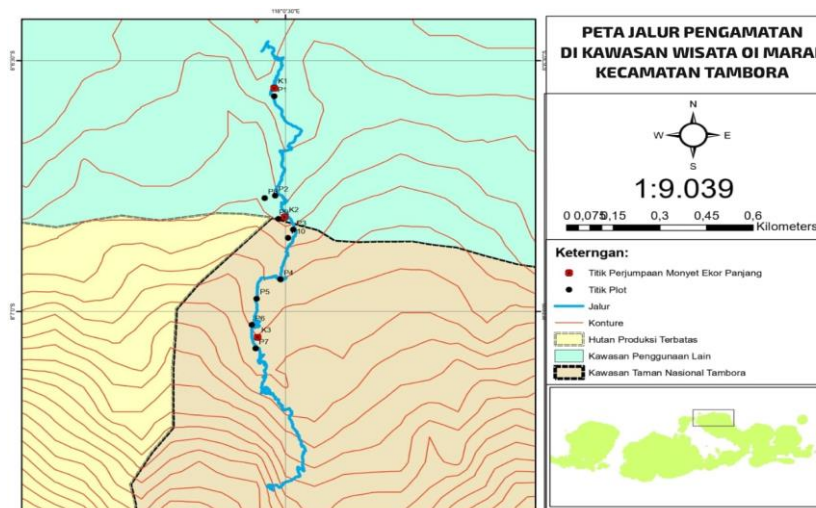 PETA JALUR PENGAMATAN
DI KAWASAN WISATA OI MARAI
KECAMATAN TAMBORA
N
W E
S
1:9.039
0 0,075 0,15 0,3 0,45 0,6
Kilometers
Keterngan:
Titik Perjumpaan Monyet Ekor Panjang
Titik Plot
Jalur
Konture
Hutan Produksi Terbatas
Kawasan Penggunaan Lain
Kawasan Taman Nasional Tambora
K1
P1
P2
K2
P4
P5
K3
P7